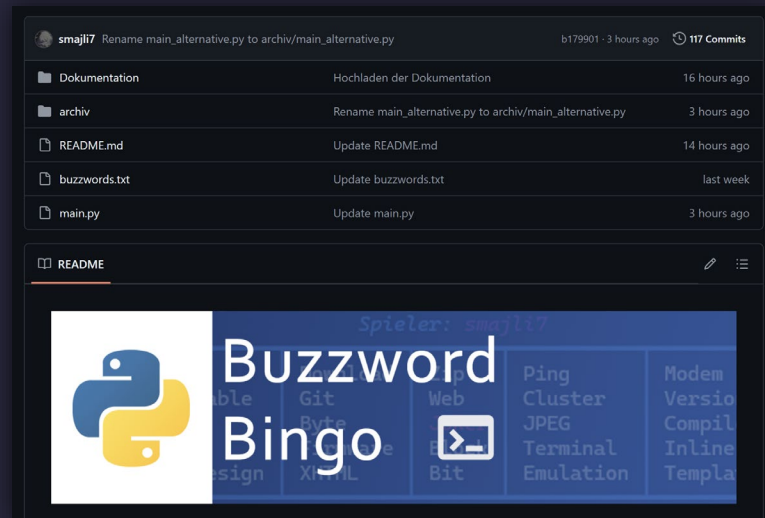 smajli7 Rename main_alternative.py to archiv/main_alternative.py b179901 · 3 hours ago 117 Commits
Dokumentation Hochladen der Dokumentation 16 hours ago
archiv Rename main_alternative.py to archiv/main_alternative.py 3 hours ago
README.md Update README.md 14 hours ago
buzzwords.txt Update buzzwords.txt last week
main.py Update main.py 3 hours ago
README
Spieler: smajli7
Buzzword
Bingo
Ping Modem
Git Web Cluster Versio
Byte JPEG Compil
Terminal Inline
esign XHTML Bit Emulation Templa